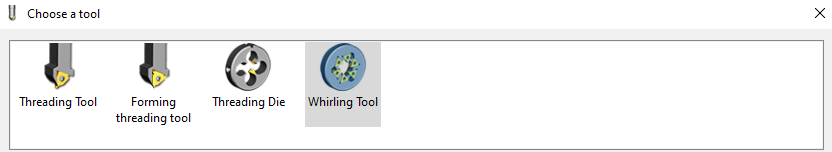 Choose a tool
Threading Tool
Forming
threading tool
Threading Die
Whirling Tool